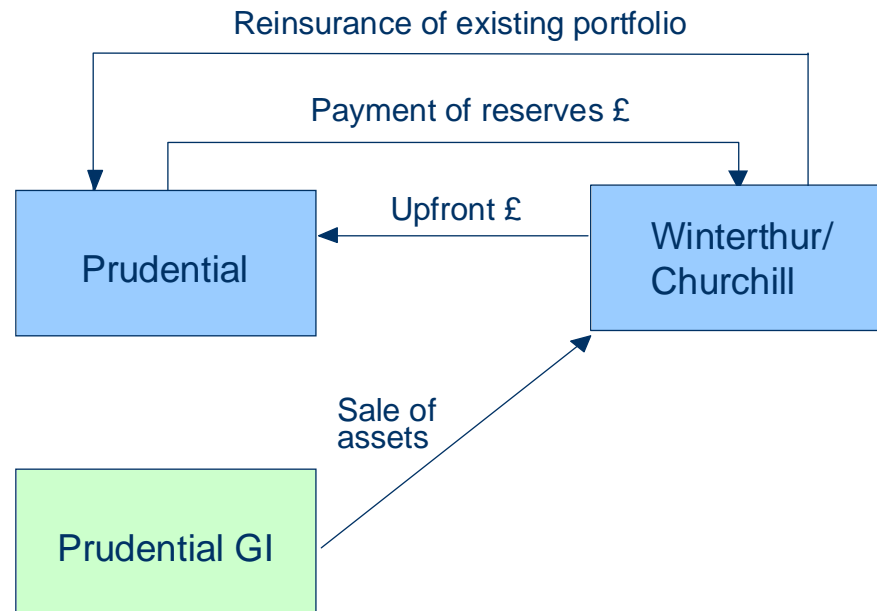 Reinsurance of existing portfolio
Payment of reserves £
Upfront £
Prudential
Winterthur/
Churchill
Sale of
assets
Prudential GI